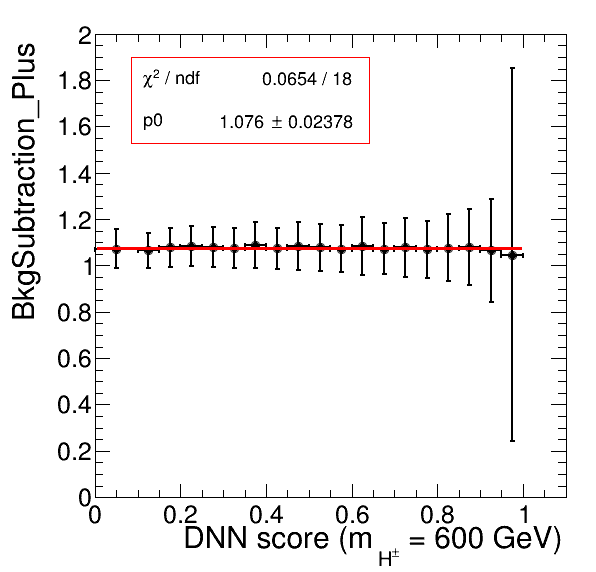 BkgSubtraction_Plus
2
1.8
1.6
1.4
1.2
1
0.8
0.6
0.4
0.2
0
χ² / ndf 0.0654 / 18
p0 1.076 ± 0.02378
0 0.2 0.4 0.6 0.8 1
DNN score (m_H± = 600 GeV)